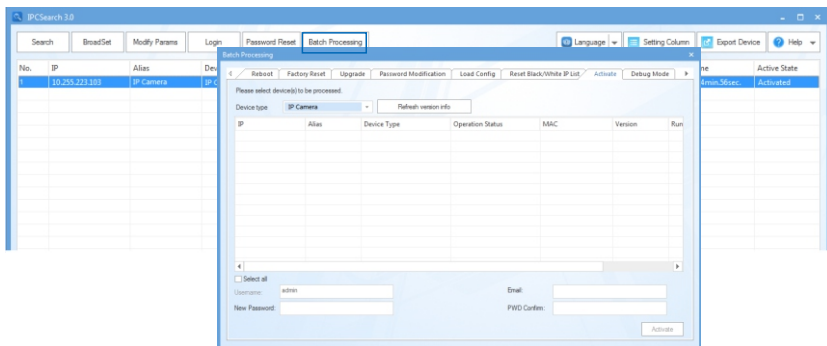 IPCSearch 3.0
Search BroadSet Modify Params Login Password Reset Batch Processing Language Setting Column Export Device Help
No. IP Alias Active State
1 10.255.223.103 IP Camera 4min.56sec. Activated
Batch Processing
Reboot Factory Reset Upgrade Password Modification Load Config Reset Black/White IP List Activate Debug Mode
Please select device(s) to be processed.
Device type IP Camera Refresh version info
IP Alias Device Type Operation Status MAC Version Run
Select all
Username: admin Email:
New Password: PWD Confirm:
Activate